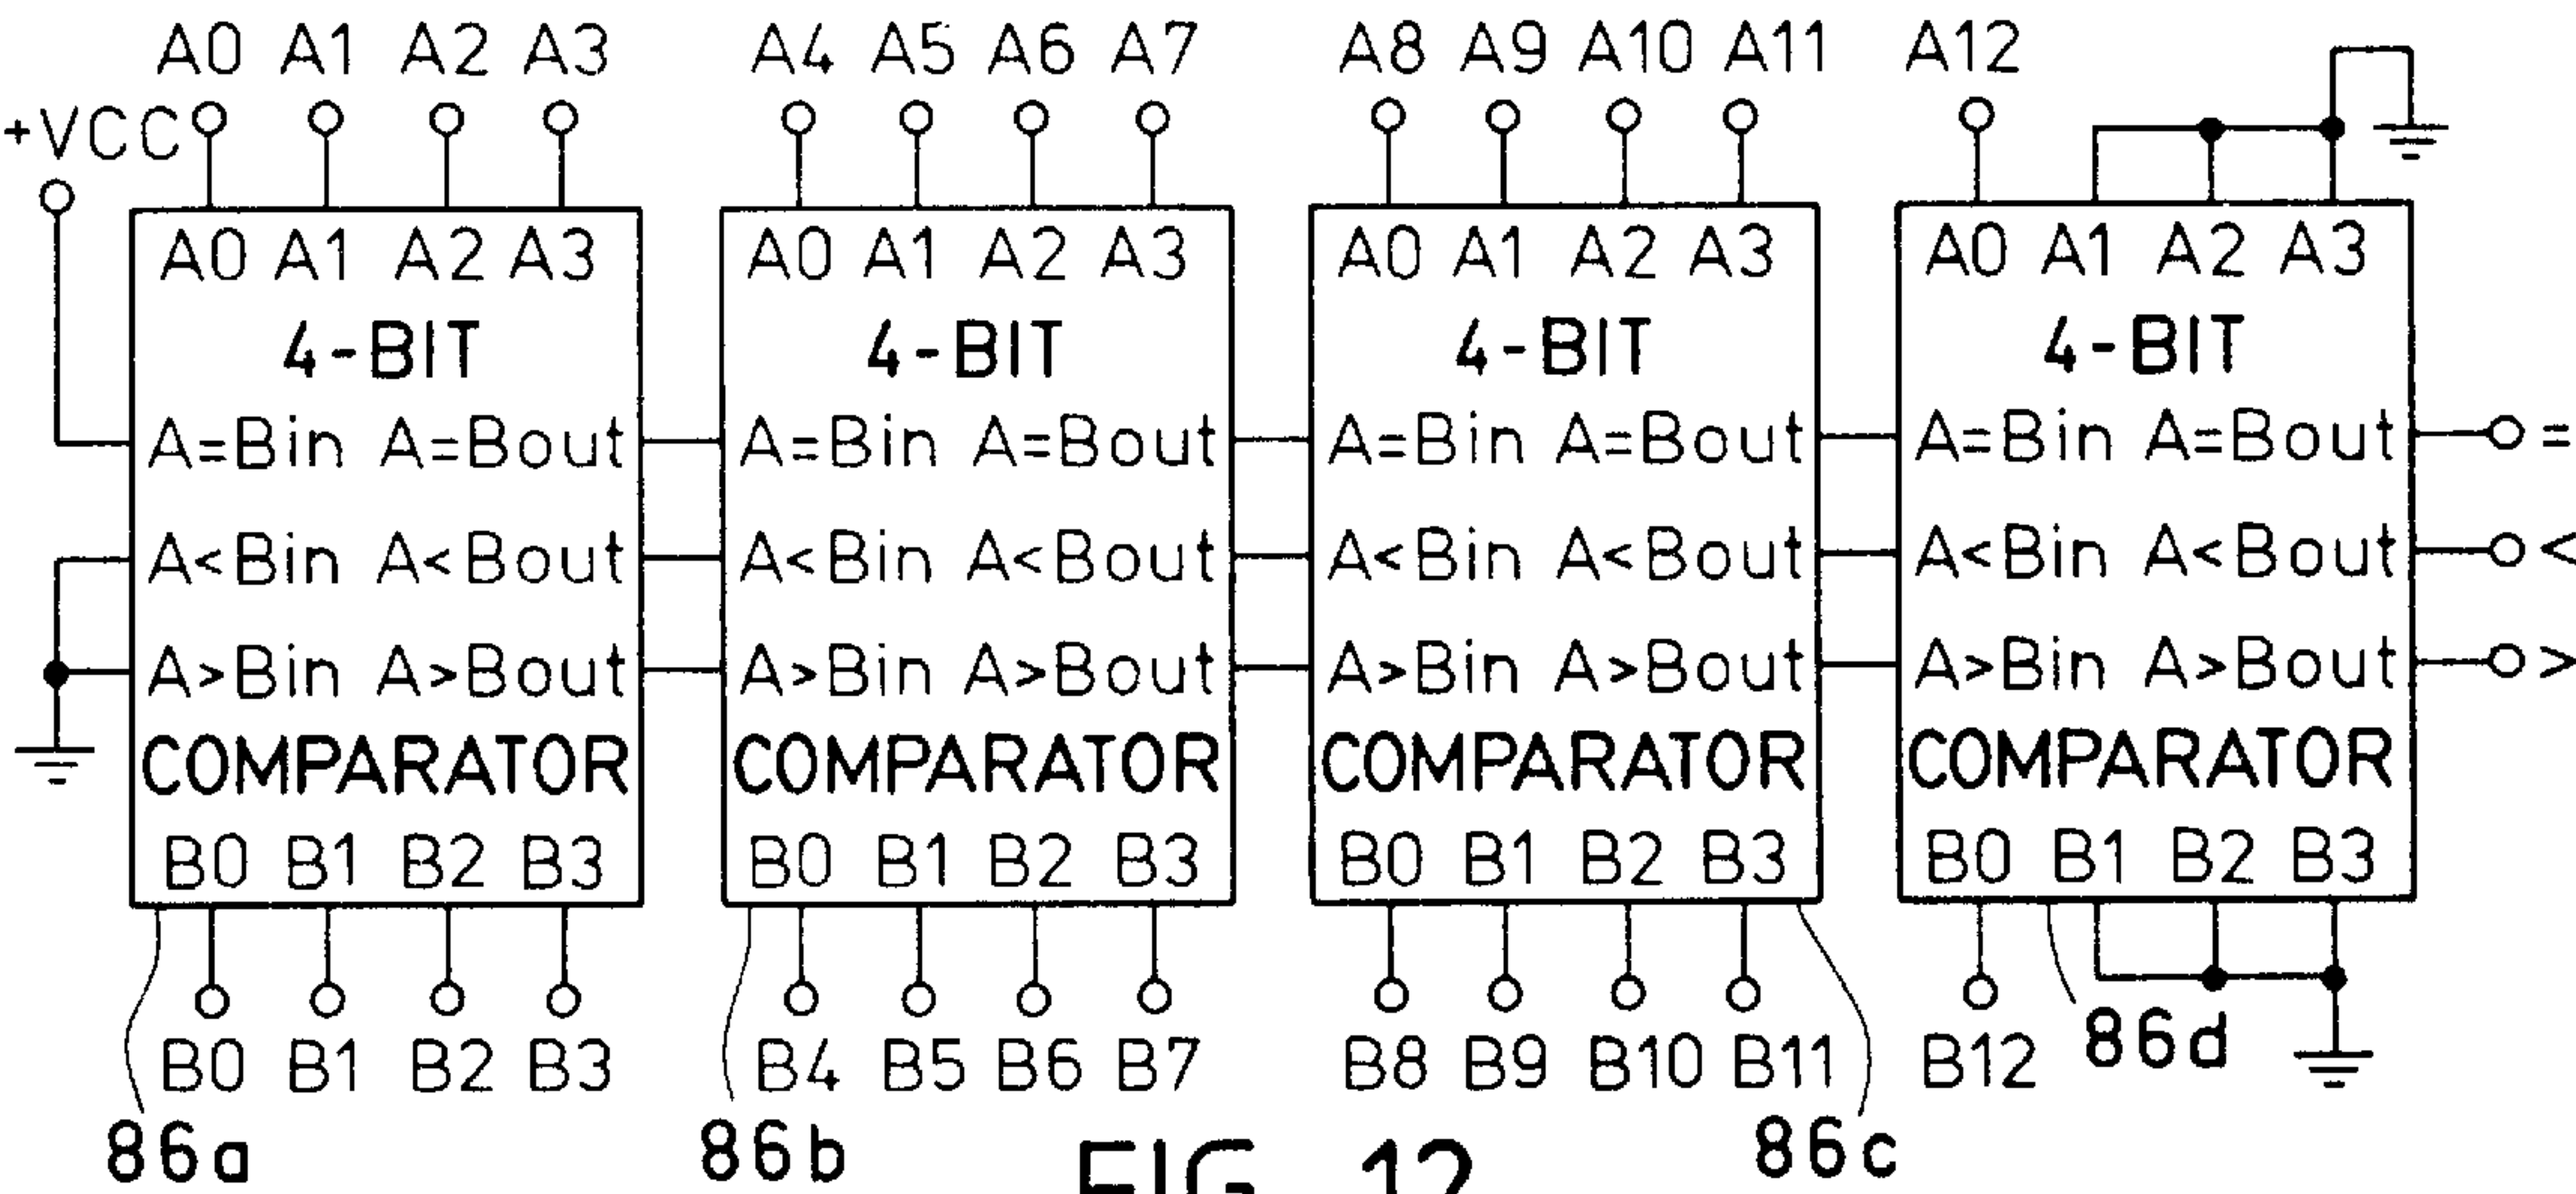 A0 A1 A2 A3 A4 A5 A6 A7 A8 A9 A10 A11 A12
+VCC
A0 A1 A2 A3 A0 A1 A2 A3 A0 A1 A2 A3 A0 A1 A2 A3
4-BIT 4-BIT 4-BIT 4-BIT
A=Bin A=Bout A=Bin A=Bout A=Bin A=Bout A=Bin A=Bout =
A<Bin A<Bout A<Bin A<Bout A<Bin A<Bout A<Bin A<Bout <
A>Bin A>Bout A>Bin A>Bout A>Bin A>Bout A>Bin A>Bout >
COMPARATOR COMPARATOR COMPARATOR COMPARATOR
B0 B1 B2 B3 B0 B1 B2 B3 B0 B1 B2 B3 B0 B1 B2 B3
B0 B1 B2 B3 B4 B5 B6 B7 B8 B9 B10 B11 B12 86d
86a 86b FIG. 12 86c